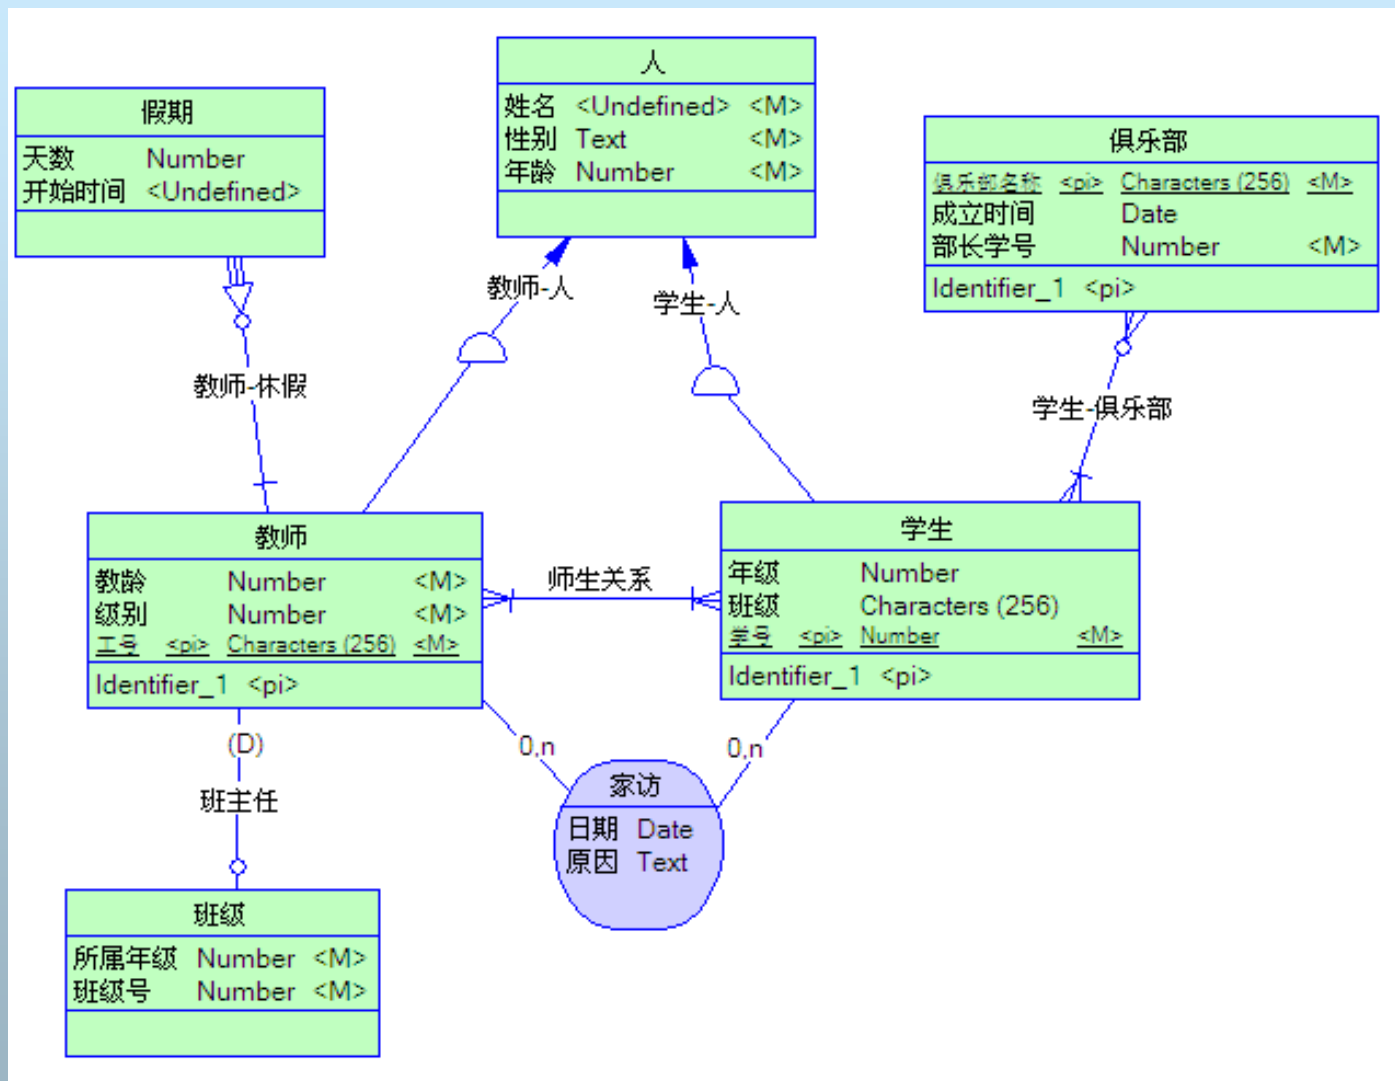 人
姓名 <Undefined> <M>
性别 Text <M>
年龄 Number <M>
假期
天数 Number
开始时间 <Undefined>
俱乐部
俱乐部名称 <pi> Characters (256) <M>
成立时间 Date
部长学号 Number <M>
Identifier_1 <pi>
教师-人
学生-人
教师-休假
学生-俱乐部
教师
教龄 Number <M>
级别 Number <M>
工号 <pi> Characters (256) <M>
Identifier_1 <pi>
师生关系
学生
年级 Number
班级 Characters (256)
学号 <pi> Number <M>
Identifier_1 <pi>
(D)
0,n
0,n
班主任
家访
日期 Date
原因 Text
班级
所属年级 Number <M>
班级号 Number <M>